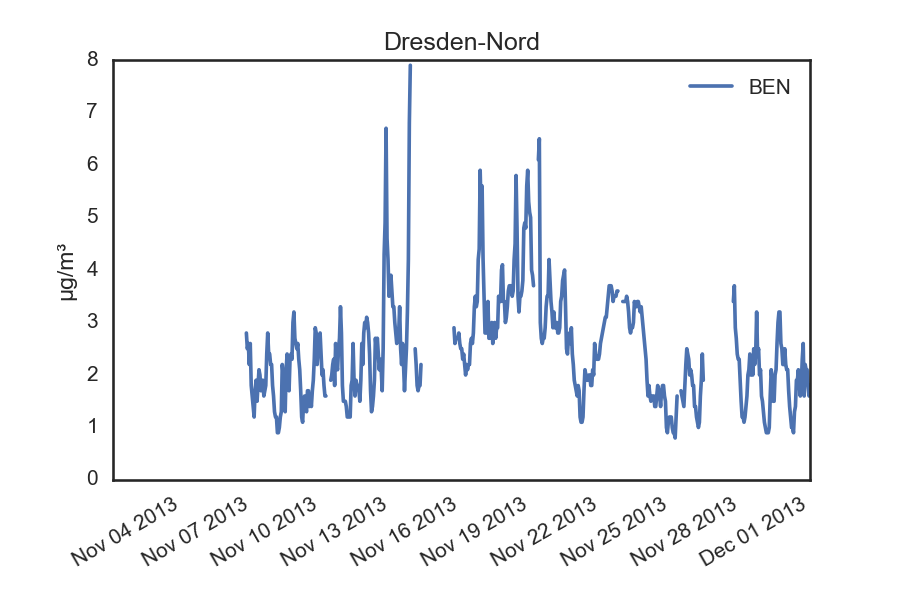 Dresden-Nord
BEN
µg/m³
8
7
6
5
4
3
2
1
0
Nov 04 2013
Nov 07 2013
Nov 10 2013
Nov 13 2013
Nov 16 2013
Nov 19 2013
Nov 22 2013
Nov 25 2013
Nov 28 2013
Dec 01 2013